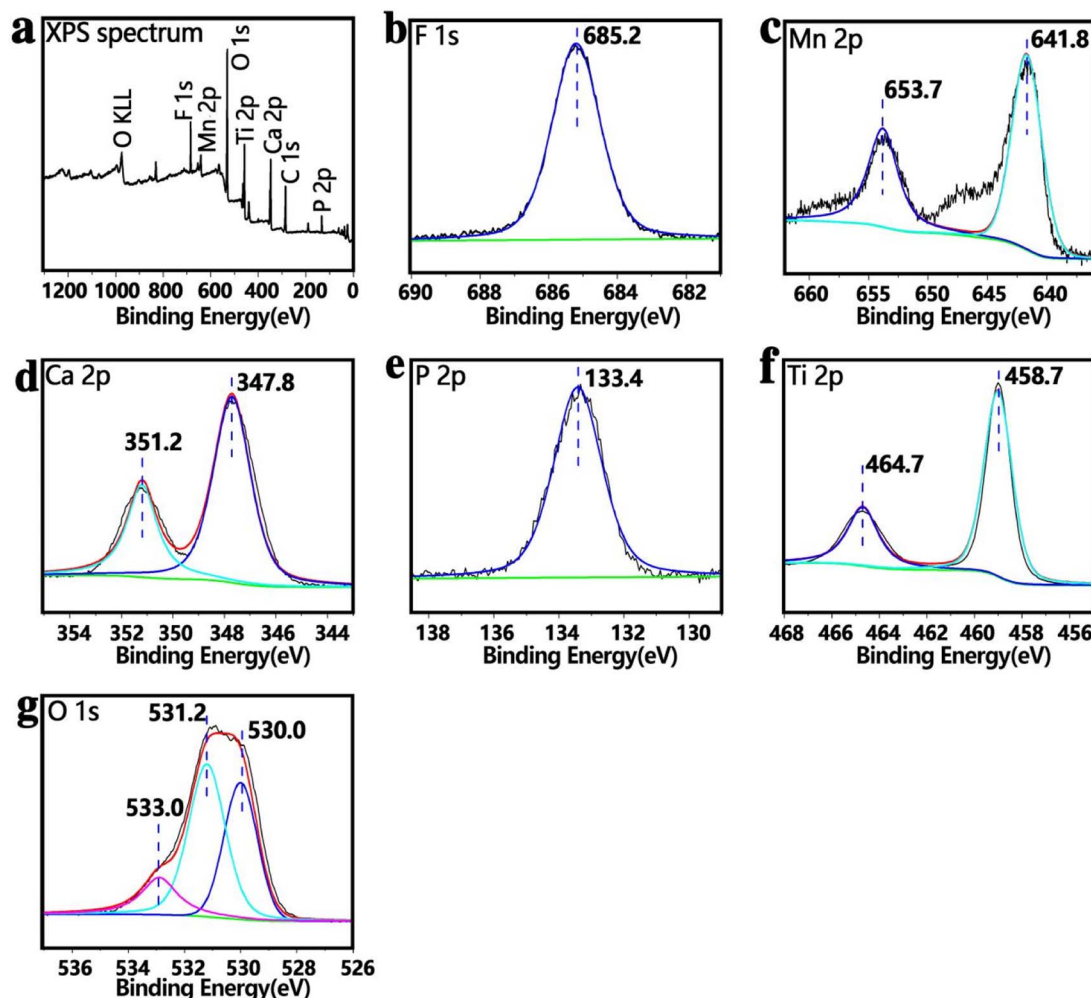 a XPS spectrum
O KLL
F 1s
Mn 2p
O 1s
Ti 2p
Ca 2p
C 1s
P 2p
1200 1000 800 600 400 200 0
Binding Energy(eV)
b F 1s
685.2
690 688 686 684 682
Binding Energy(eV)
c Mn 2p
653.7
641.8
660 655 650 645 640
Binding Energy(eV)
d Ca 2p
351.2
347.8
354 352 350 348 346 344
Binding Energy(eV)
e P 2p
133.4
138 136 134 132 130
Binding Energy(eV)
f Ti 2p
464.7
458.7
468 466 464 462 460 458 456
Binding Energy(eV)
g O 1s
533.0
531.2
530.0
536 534 532 530 528 526
Binding Energy(eV)